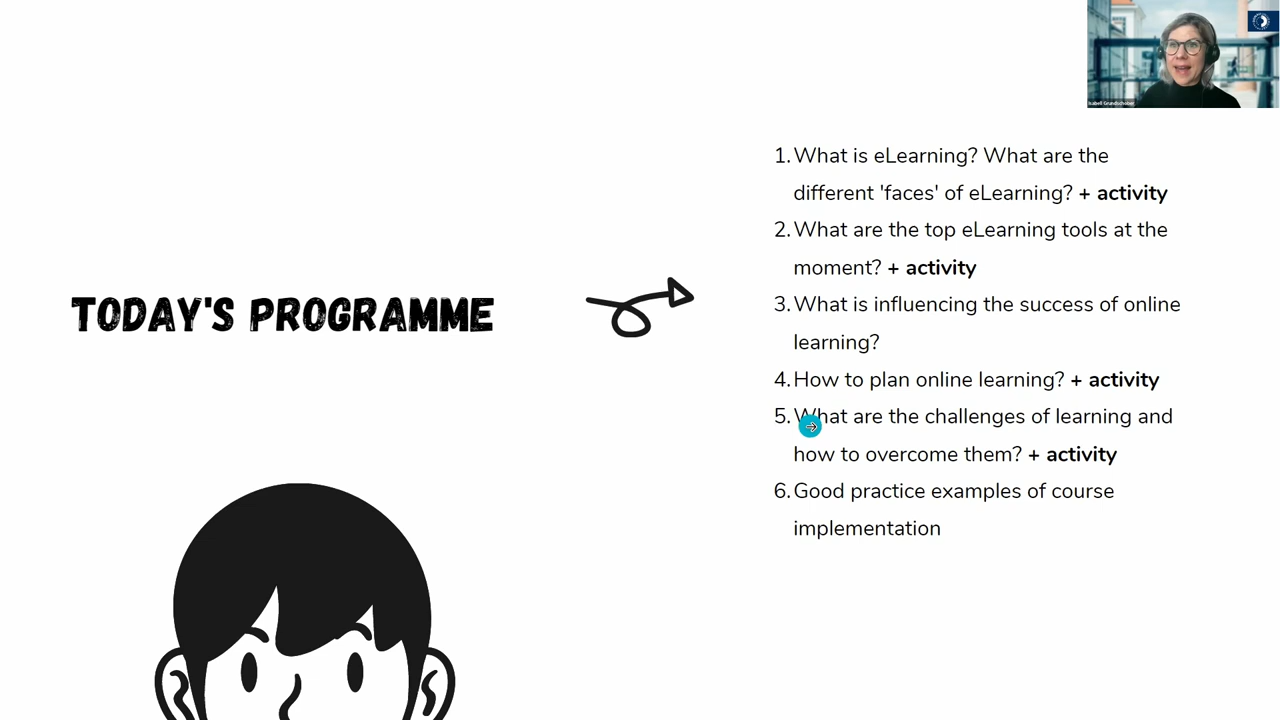 Isabell Grundschober
1. What is eLearning? What are the
different 'faces' of eLearning? + activity
2. What are the top eLearning tools at the
moment? + activity
3. What is influencing the success of online
learning?
TODAY'S PROGRAMME
4. How to plan online learning? + activity
5. What are the challenges of learning and
how to overcome them? + activity
6. Good practice examples of course
implementation